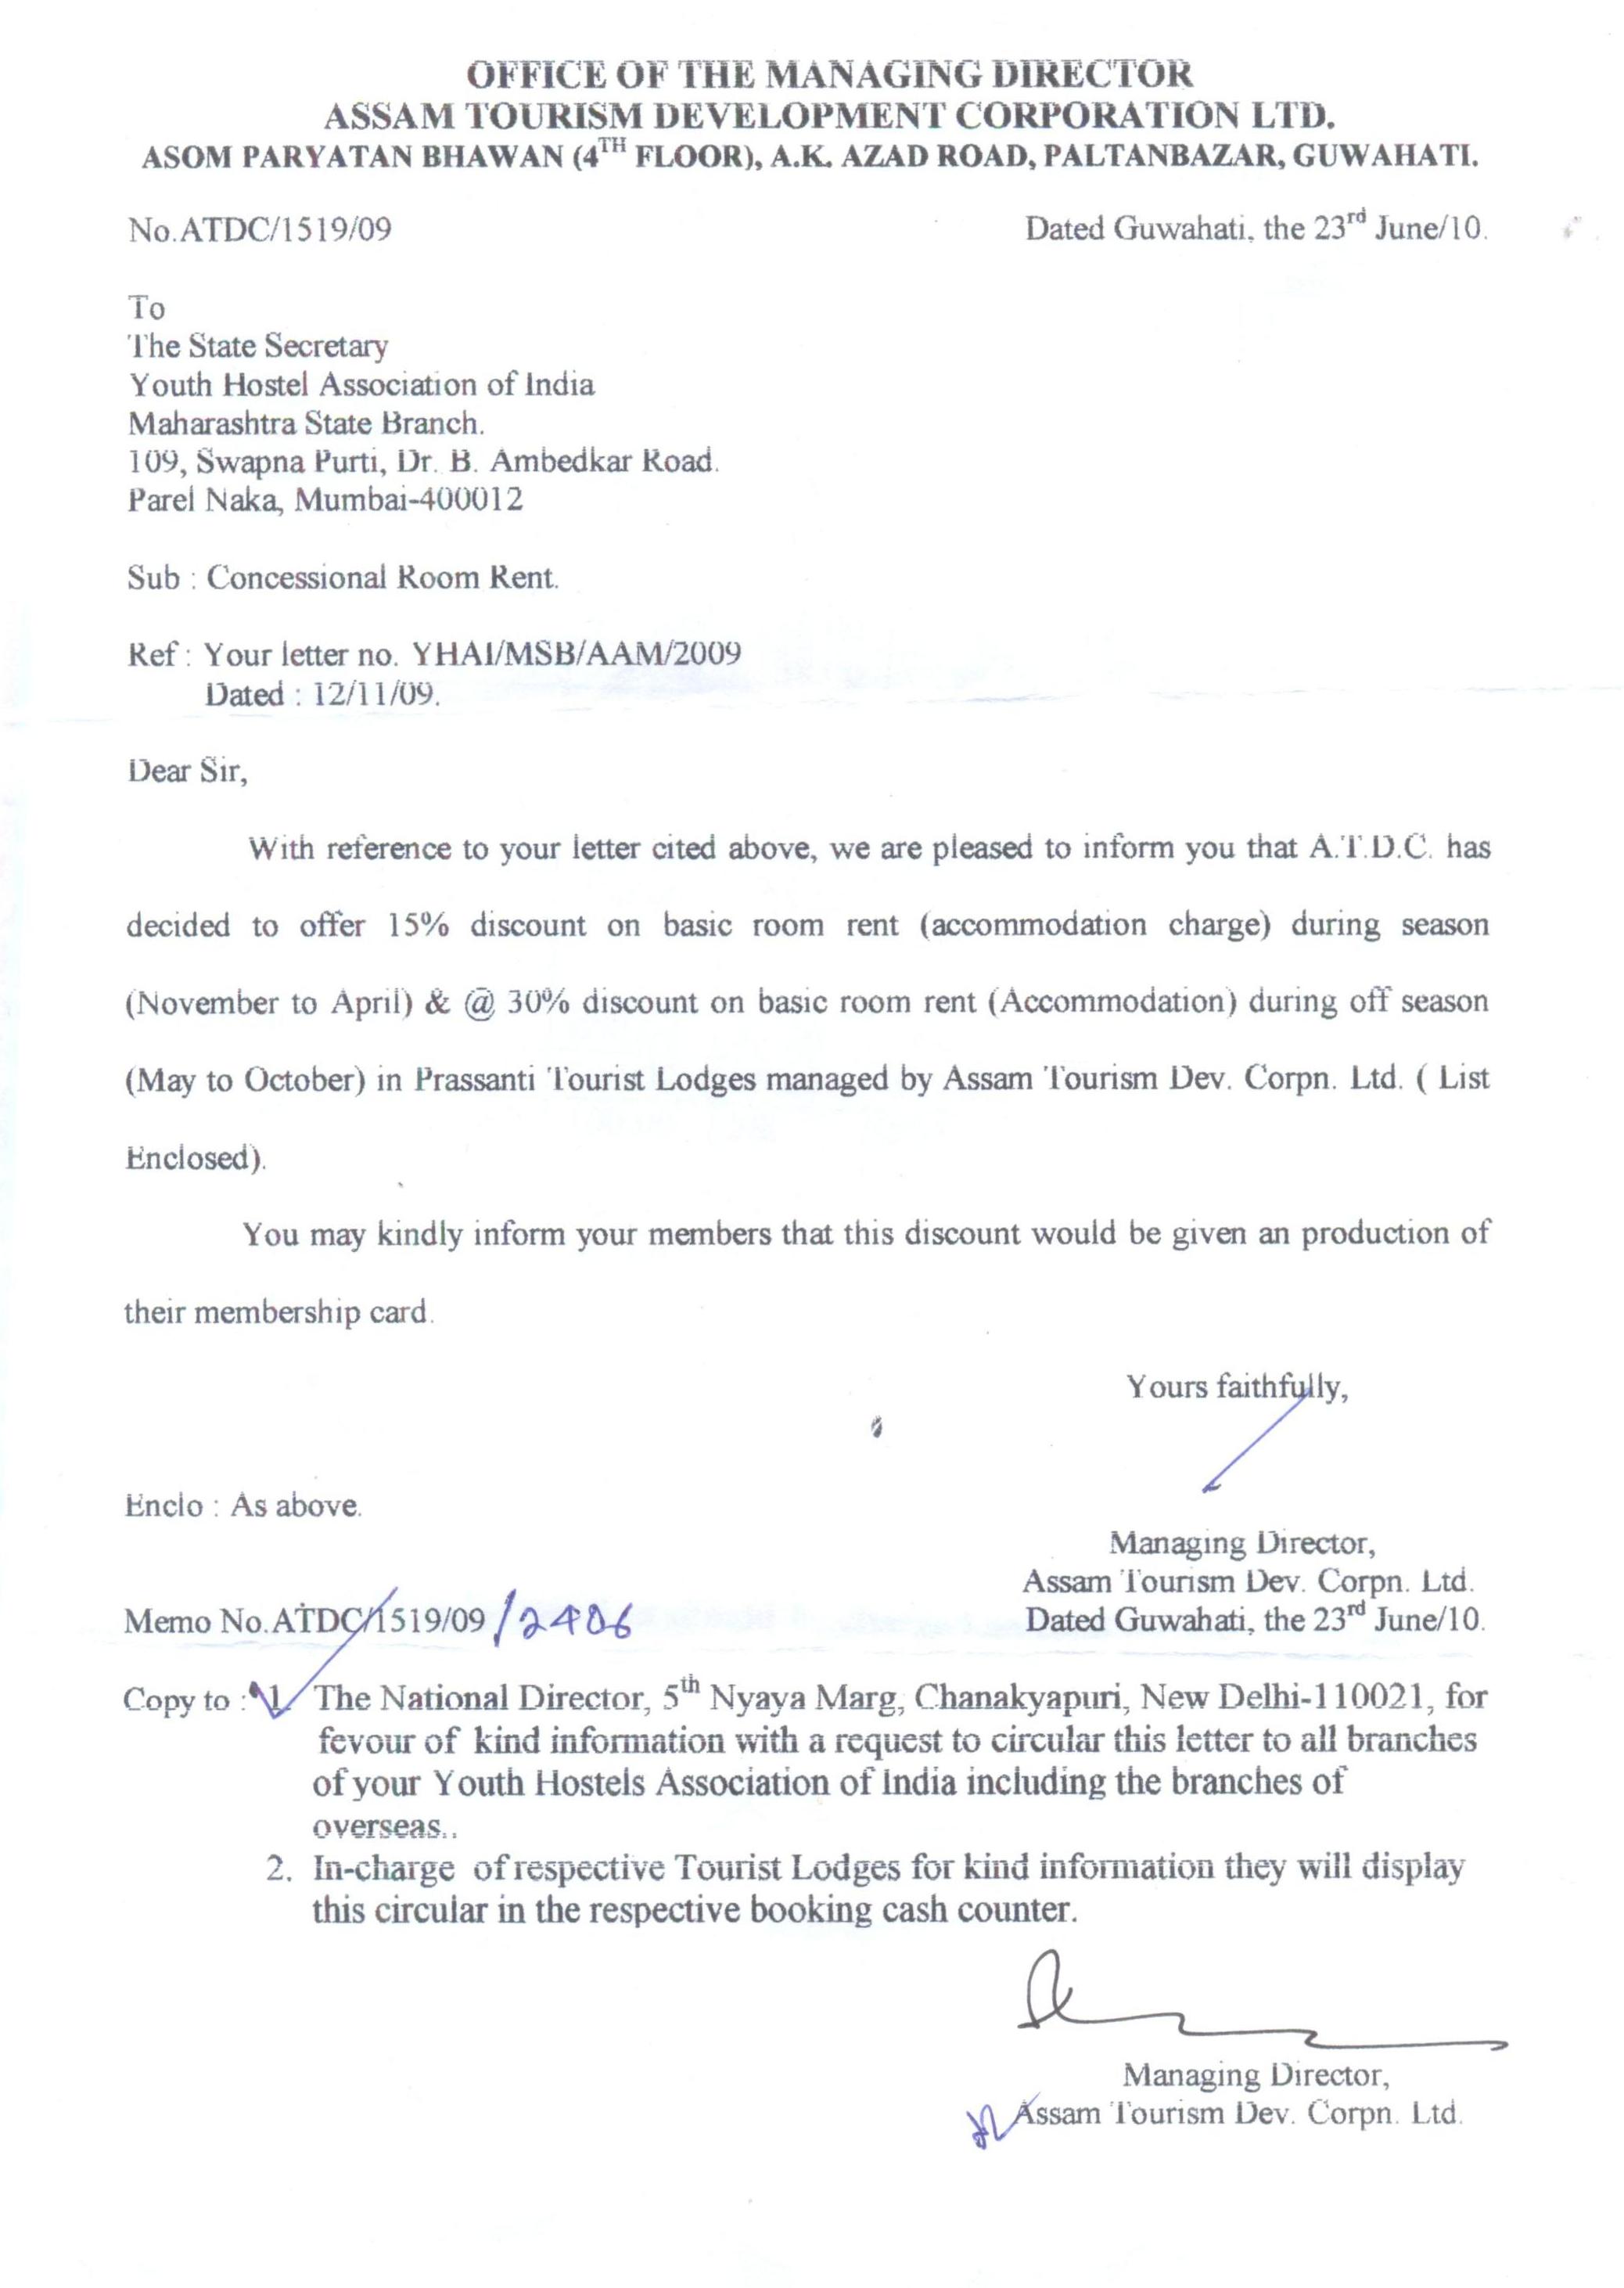 OFFICE OF THE MANAGING DIRECTOR
ASSAM TOURISM DEVELOPMENT CORPORATION LTD.
ASOM PARYATAN BHAWAN (4TH FLOOR), A.K. AZAD ROAD, PALTANBAZAR, GUWAHATI.
No.ATDC/1519/09 Dated Guwahati, the 23rd June/10.
To
The State Secretary
Youth Hostel Association of India
Maharashtra State Branch.
109, Swapna Purti, Dr. B. Ambedkar Road.
Parel Naka, Mumbai-400012
Sub : Concessional Room Rent.
Ref : Your letter no. YHAI/MSB/AAM/2009
Dated : 12/11/09.
Dear Sir,
With reference to your letter cited above, we are pleased to inform you that A.T.D.C. has
decided to offer 15% discount on basic room rent (accommodation charge) during season
(November to April) & @ 30% discount on basic room rent (Accommodation) during off season
(May to October) in Prassanti Tourist Lodges managed by Assam Tourism Dev. Corpn. Ltd. ( List
Enclosed).
You may kindly inform your members that this discount would be given an production of
their membership card.
Yours faithfully,
Enclo : As above.
Managing Director,
Assam Tourism Dev. Corpn. Ltd.
Memo No.ATDC/1519/09 /2406 Dated Guwahati, the 23rd June/10.
Copy to : 1. The National Director, 5th Nyaya Marg, Chanakyapuri, New Delhi-110021, for
fevour of kind information with a request to circular this letter to all branches
of your Youth Hostels Association of India including the branches of
overseas..
2. In-charge of respective Tourist Lodges for kind information they will display
this circular in the respective booking cash counter.
Managing Director,
Assam Tourism Dev. Corpn. Ltd.